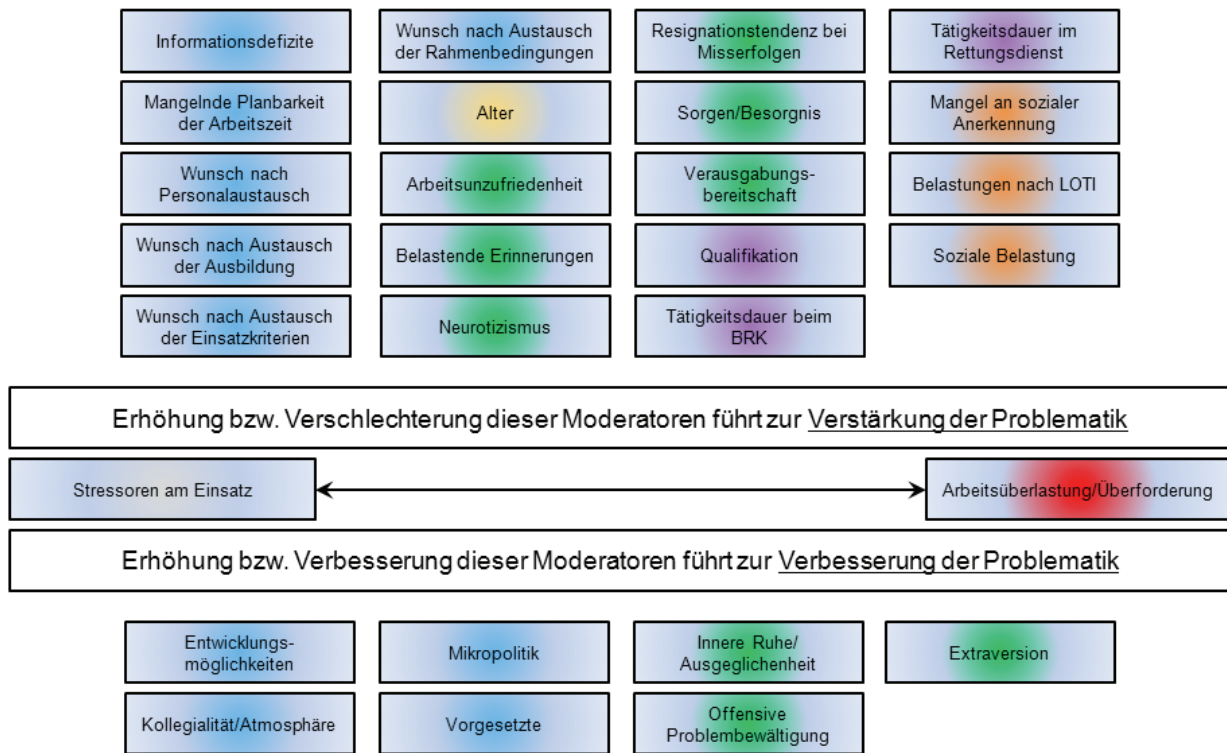 Informationsdefizite
Wunsch nach Austausch
der Rahmenbedingungen
Resignationstendenz bei
Misserfolgen
Tätigkeitsdauer im
Rettungsdienst
Mangelnde Planbarkeit
der Arbeitszeit
Alter
Sorgen/Besorgnis
Mangel an sozialer
Anerkennung
Wunsch nach
Personalaustausch
Arbeitsunzufriedenheit
Verausgabungs-
bereitschaft
Belastungen nach LOTI
Wunsch nach Austausch
der Ausbildung
Belastende Erinnerungen
Qualifikation
Soziale Belastung
Wunsch nach Austausch
der Einsatzkriterien
Neurotizismus
Tätigkeitsdauer beim
BRK
Erhöhung bzw. Verschlechterung dieser Moderatoren führt zur Verstärkung der Problematik
Stressoren am Einsatz
Arbeitsüberlastung/Überforderung
Erhöhung bzw. Verbesserung dieser Moderatoren führt zur Verbesserung der Problematik
Entwicklungs-
möglichkeiten
Mikropolitik
Innere Ruhe/
Ausgeglichenheit
Extraversion
Kollegialität/Atmosphäre
Vorgesetzte
Offensive
Problembewältigung